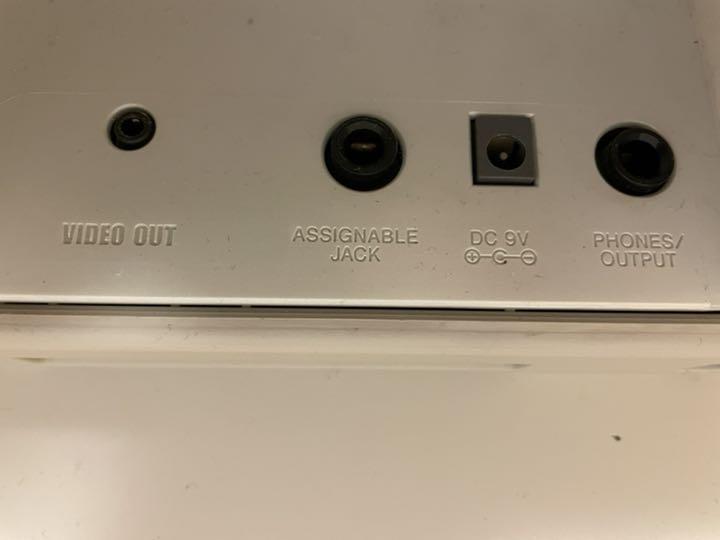 VIDEO OUT
ASSIGNABLE
JACK
DC 9V
⊕-C-⊖
PHONES/
OUTPUT